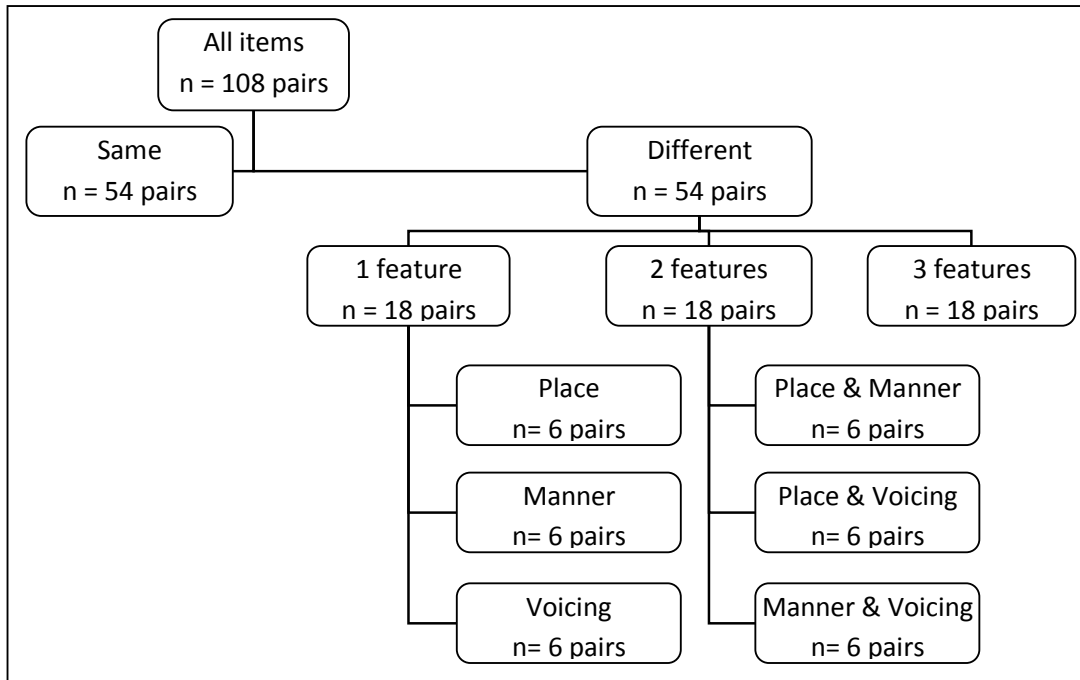 All items
n = 108 pairs
Same
n = 54 pairs
Different
n = 54 pairs
1 feature
n = 18 pairs
2 features
n = 18 pairs
3 features
n = 18 pairs
Place
n= 6 pairs
Place & Manner
n= 6 pairs
Manner
n= 6 pairs
Place & Voicing
n= 6 pairs
Voicing
n= 6 pairs
Manner & Voicing
n= 6 pairs